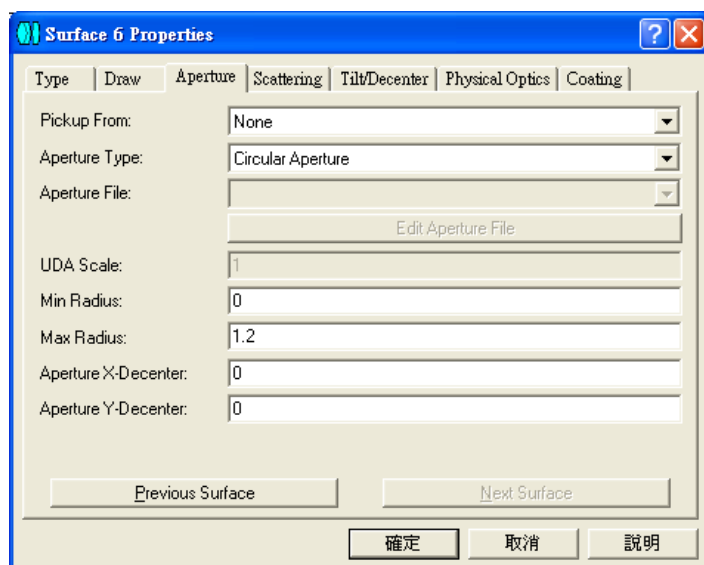 Surface 6 Properties
Type Draw Aperture Scattering Tilt/Decenter Physical Optics Coating
Pickup From: None
Aperture Type: Circular Aperture
Aperture File:
Edit Aperture File
UDA Scale: 1
Min Radius: 0
Max Radius: 1.2
Aperture X-Decenter: 0
Aperture Y-Decenter: 0
Previous Surface Next Surface
確定 取消 說明